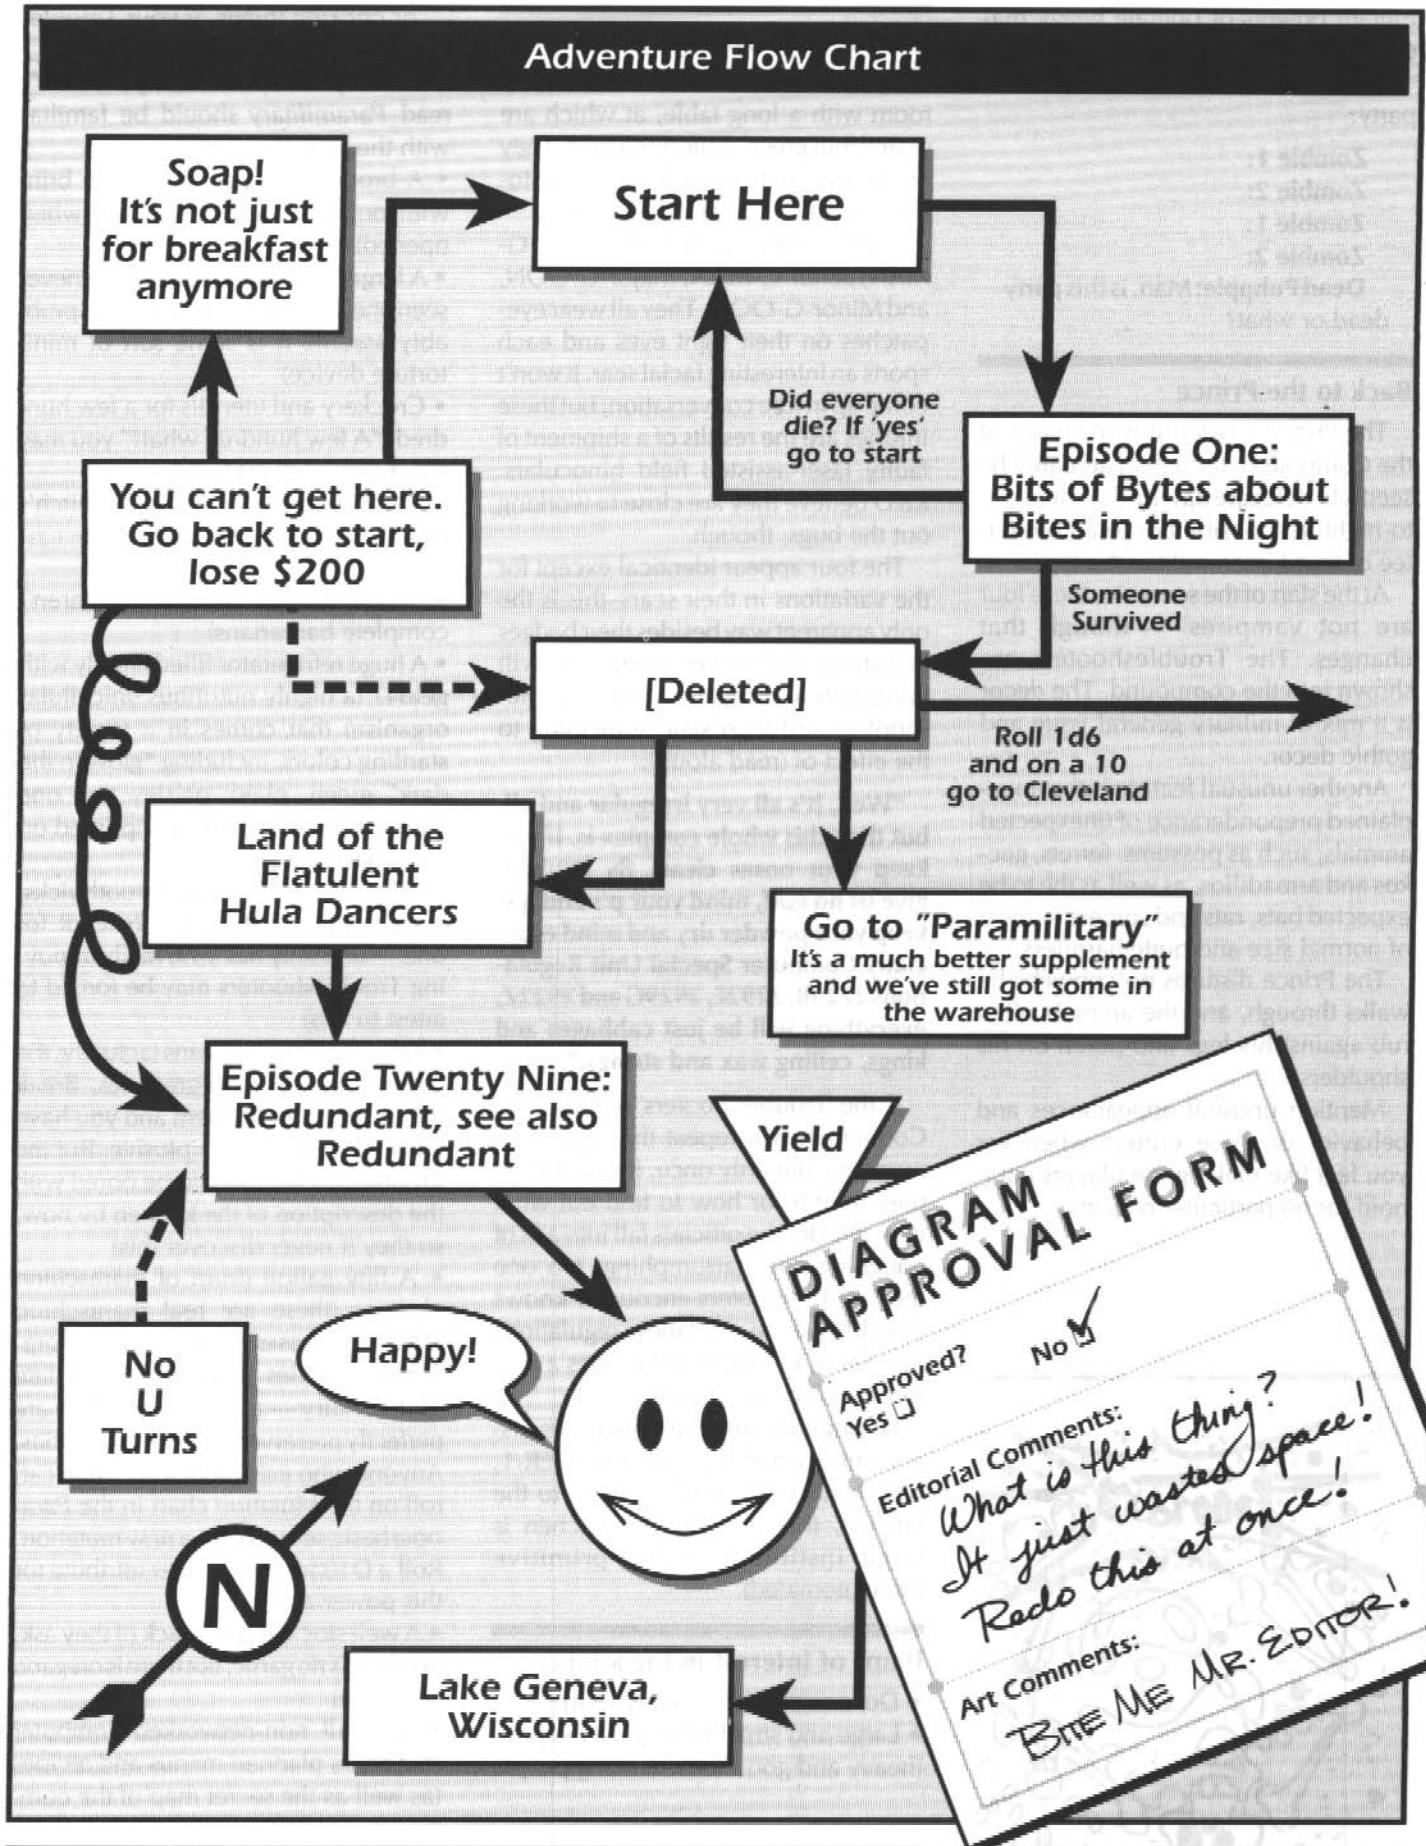 Adventure Flow Chart
Soap!
It's not just
for breakfast
anymore
Start Here
Did everyone
die? If 'yes'
go to start
Episode One:
Bits of Bytes about
Bites in the Night
You can't get here.
Go back to start,
lose $200
Someone
Survived
[Deleted]
Roll 1d6
and on a 10
go to Cleveland
Land of the
Flatulent
Hula Dancers
Go to "Paramilitary"
It's a much better supplement
and we've still got some in
the warehouse
Episode Twenty Nine:
Redundant, see also
Redundant
Yield
No
U
Turns
Happy!
N
Lake Geneva,
Wisconsin
DIAGRAM
APPROVAL FORM
Approved?
Yes No
Editorial Comments:
What is this thing?
It just wastes space!
Redo this at once!
Art Comments:
BITE ME MR. EDITOR!